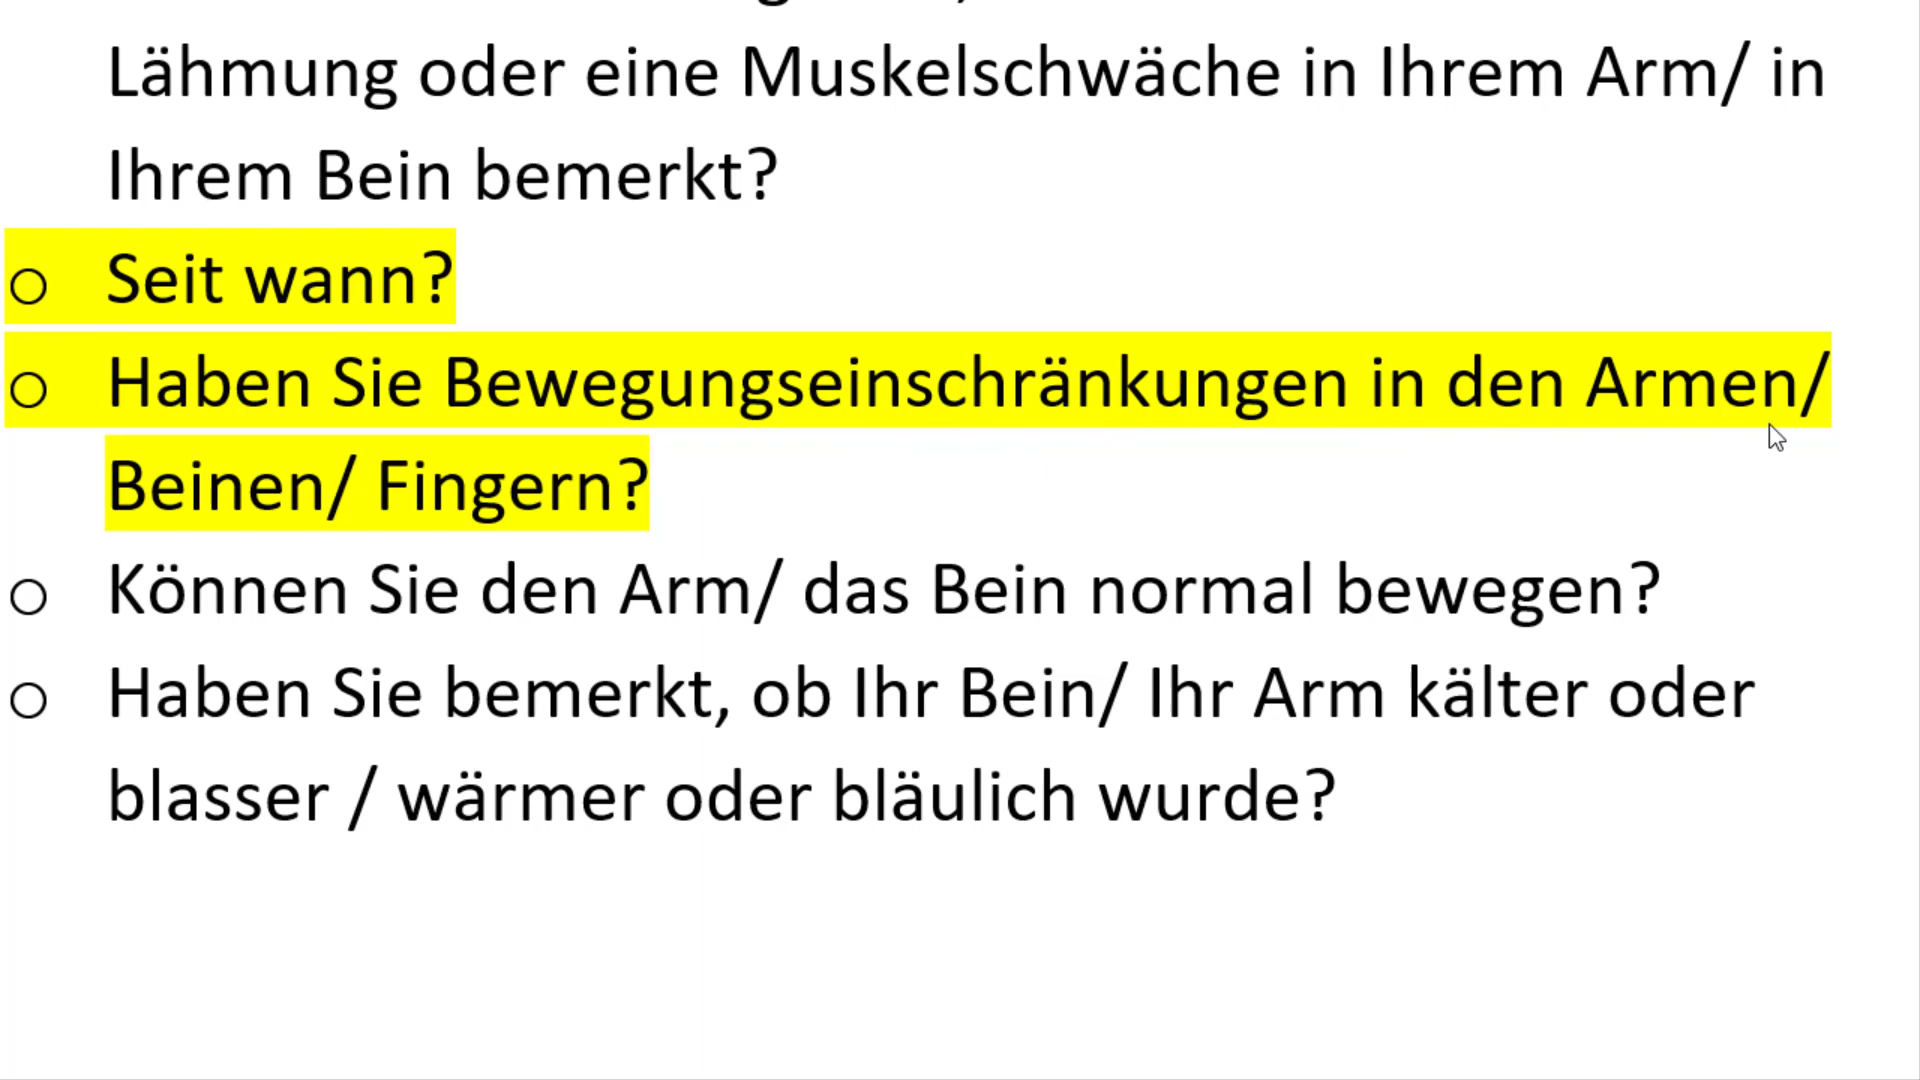 Lähmung oder eine Muskelschwäche in Ihrem Arm/ in
Ihrem Bein bemerkt?
o Seit wann?
o Haben Sie Bewegungseinschränkungen in den Armen/
Beinen/ Fingern?
o Können Sie den Arm/ das Bein normal bewegen?
o Haben Sie bemerkt, ob Ihr Bein/ Ihr Arm kälter oder
blasser / wärmer oder bläulich wurde?